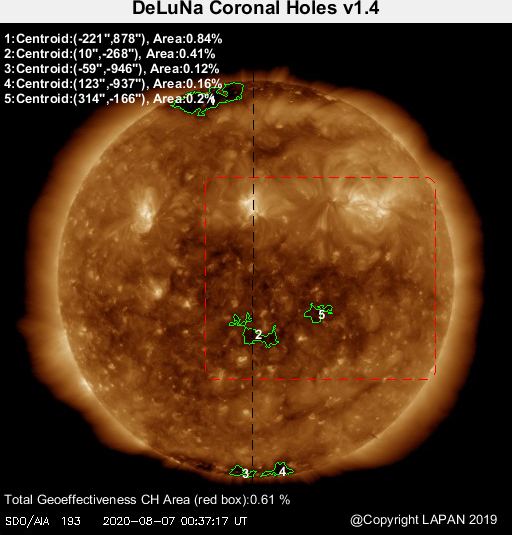 DeLuNa Coronal Holes v1.4
1:Centroid:(-221",878"), Area:0.84%
2:Centroid:(10",-268"), Area:0.41%
3:Centroid:(-59",-946"), Area:0.12%
4:Centroid:(123",-937"), Area:0.16%
5:Centroid:(314",-166"), Area:0.2%
1
5
2
3
4
Total Geoeffectiveness CH Area (red box):0.61 %
SDO/AIA 193 2020-08-07 00:37:17 UT
@Copyright LAPAN 2019